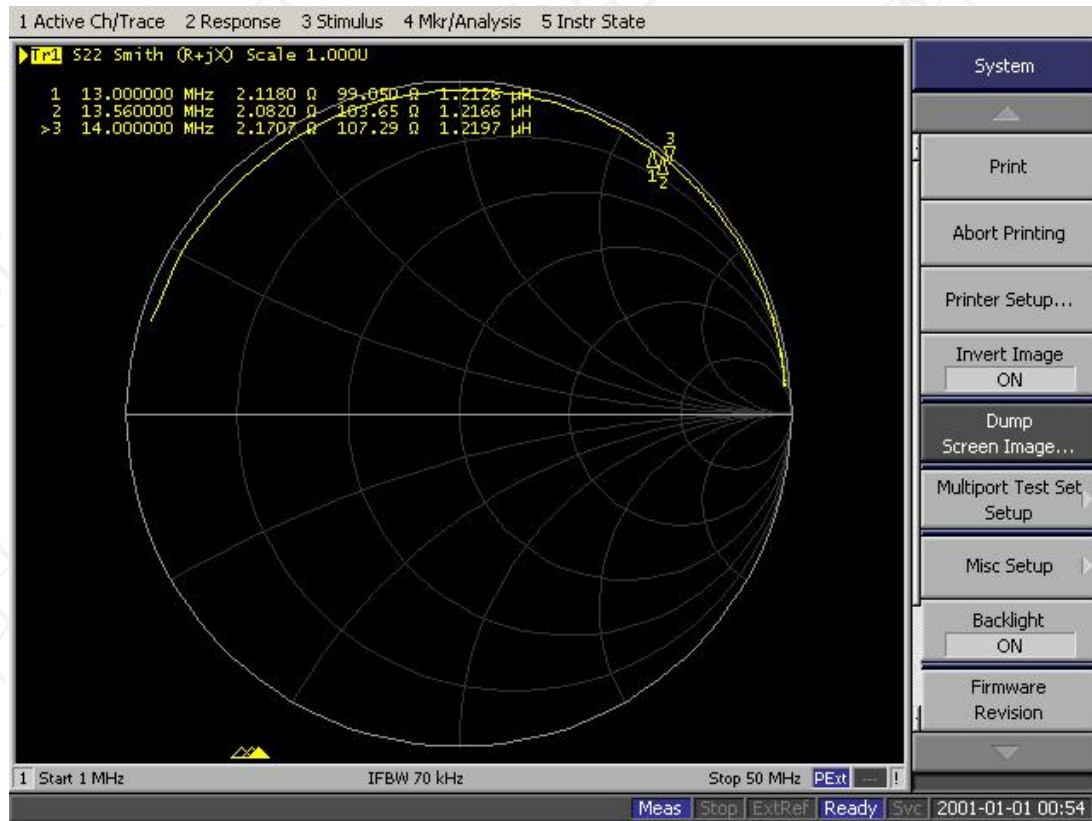 1 Active Ch/Trace 2 Response 3 Stimulus 4 Mkr/Analysis 5 Instr State
Tr1 S22 Smith (R+jX) Scale 1.000U
1 13.000000 MHz 2.1180 Ω 99.050 Ω 1.2126 µH
2 13.560000 MHz 2.0820 Ω 103.65 Ω 1.2166 µH
>3 14.000000 MHz 2.1707 Ω 107.29 Ω 1.2197 µH
3
1
2
System
Print
Abort Printing
Printer Setup...
Invert Image
ON
Dump
Screen Image...
Multiport Test Set
Setup
Misc Setup
Backlight
ON
Firmware
Revision
1 Start 1 MHz IFBW 70 kHz Stop 50 MHz PExt --- !
Meas Stop ExtRef Ready Svc 2001-01-01 00:54